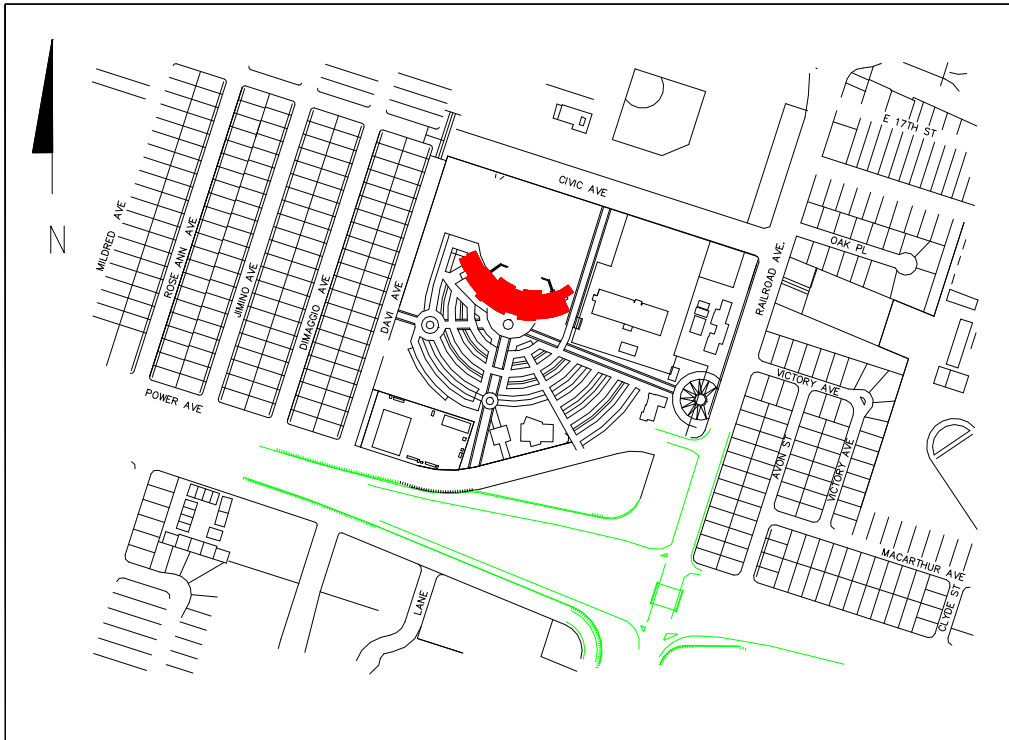 E 17TH ST
CIVIC AVE
MILDRED AVE
ROSE ANN AVE
JIMINO AVE
DIMAGGIO AVE
DAVI AVE
N
OAK PL
RAILROAD AVE.
VICTORY AVE
POWER AVE
AVON ST
VICTORY AVE
MACARTHUR AVE
LANE
CLYDE ST